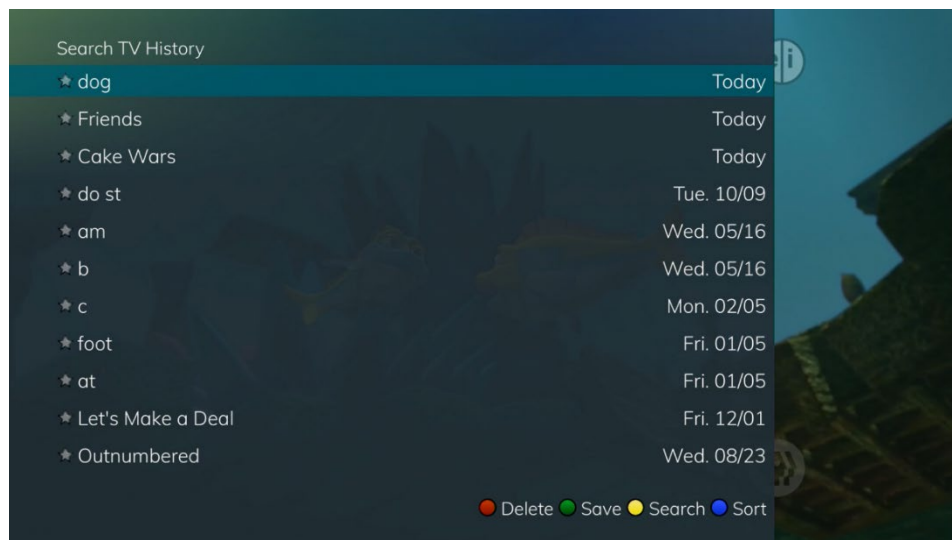 Search TV History
dog Today
Friends Today
Cake Wars Today
do st Tue. 10/09
am Wed. 05/16
b Wed. 05/16
c Mon. 02/05
foot Fri. 01/05
at Fri. 01/05
Let's Make a Deal Fri. 12/01
Outnumbered Wed. 08/23
Delete Save Search Sort